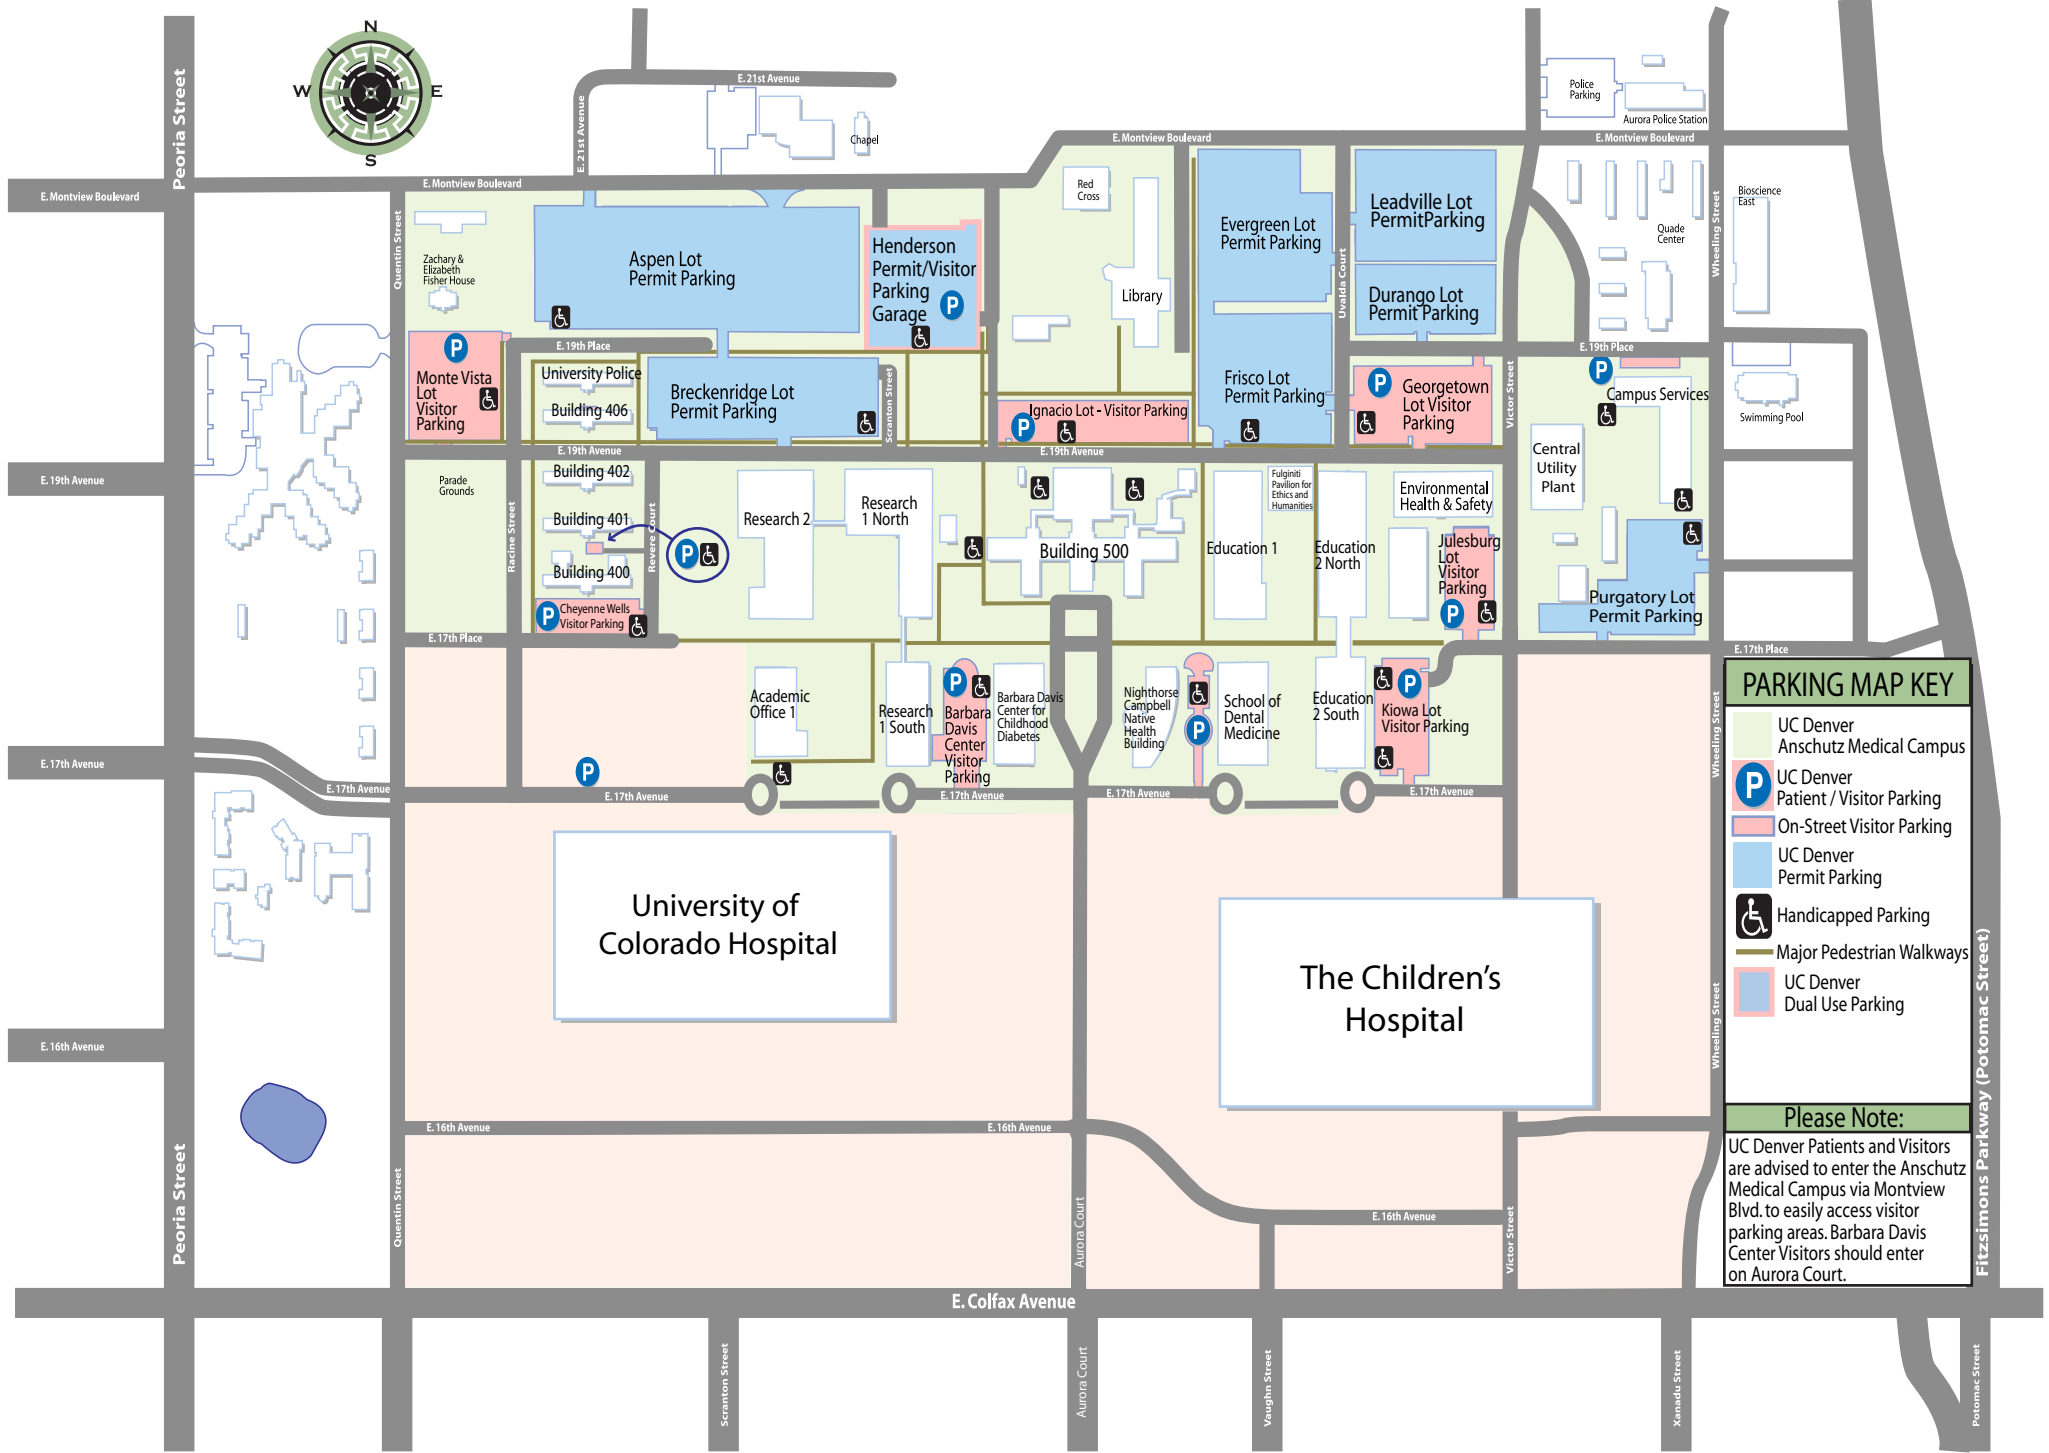 N
W
E
S
Peoria Street
E. 21st Avenue
E. 21st Avenue
Chapel
Police
Parking
Aurora Police Station
E. Montview Boulevard
E. Montview Boulevard
E. Montview Boulevard
E. Montview Boulevard
Quentin Street
Zachary &
Elizabeth
Fisher House
Aspen Lot
Permit Parking
Henderson
Permit/Visitor
Parking
Garage
P
Red
Cross
Library
Evergreen Lot
Permit Parking
Uvalda Court
Leadville Lot
PermitParking
Durango Lot
Permit Parking
Victor Street
Quade
Center
Wheeling Street
Bioscience
East
E. 19th Place
E. 19th Place
P
Monte Vista
Lot
Visitor
Parking
University Police
Building 406
Breckenridge Lot
Permit Parking
Scranton Street
Ignacio Lot - Visitor Parking
P
Frisco Lot
Permit Parking
P
Georgetown
Lot Visitor
Parking
P
Campus Services
Swimming Pool
E. 19th Avenue
E. 19th Avenue
E. 19th Avenue
Parade
Grounds
Racine Street
Building 402
Building 401
Building 400
Revere Court
P
P
Cheyenne Wells
Visitor Parking
Research 2
Research
1 North
Building 500
Education 1
Fulginiti
Pavilion for
Ethics and
Humanities
Education
2 North
Environmental
Health & Safety
Julesburg
Lot
Visitor
Parking
P
Central
Utility
Plant
Purgatory Lot
Permit Parking
E. 17th Place
E. 17th Place
Academic
Office 1
Research
1 South
P
Barbara
Davis
Center
Visitor
Parking
Barbara Davis
Center for
Childhood
Diabetes
Nighthorse
Campbell
Native
Health
Building
P
School of
Dental
Medicine
Education
2 South
P
Kiowa Lot
Visitor Parking
P
E. 17th Avenue
E. 17th Avenue
E. 17th Avenue
E. 17th Avenue
E. 17th Avenue
E. 17th Avenue
University of
Colorado Hospital
The Children's
Hospital
PARKING MAP KEY
UC Denver
Anschutz Medical Campus
P
UC Denver
Patient / Visitor Parking
On-Street Visitor Parking
UC Denver
Permit Parking
Handicapped Parking
Major Pedestrian Walkways
UC Denver
Dual Use Parking
Please Note:
UC Denver Patients and Visitors
are advised to enter the Anschutz
Medical Campus via Montview
Blvd. to easily access visitor
parking areas. Barbara Davis
Center Visitors should enter
on Aurora Court.
Wheeling Street
Wheeling Street
Fitzsimons Parkway (Potomac Street)
E. 16th Avenue
E. 16th Avenue
E. 16th Avenue
E. 16th Avenue
Peoria Street
Quentin Street
Aurora Court
Victor Street
E. Colfax Avenue
Scranton Street
Aurora Court
Vaughn Street
Xanadu Street
Potomac Street